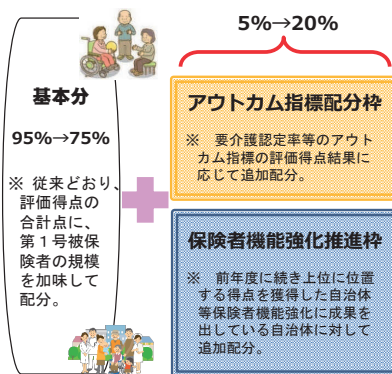 5%→20%
基本分
95%→75%
※ 従来どおり、
評価得点の
合計点に、
第１号被保
険者の規模
を加味して
配分。
アウトカム指標配分枠
※ 要介護認定率等のアウト
カム指標の評価得点結果に
応じて追加配分。
保険者機能強化推進枠
※ 前年度に続き上位に位置
する得点を獲得した自治体
等保険者機能強化に成果を
出している自治体に対して
追加配分。